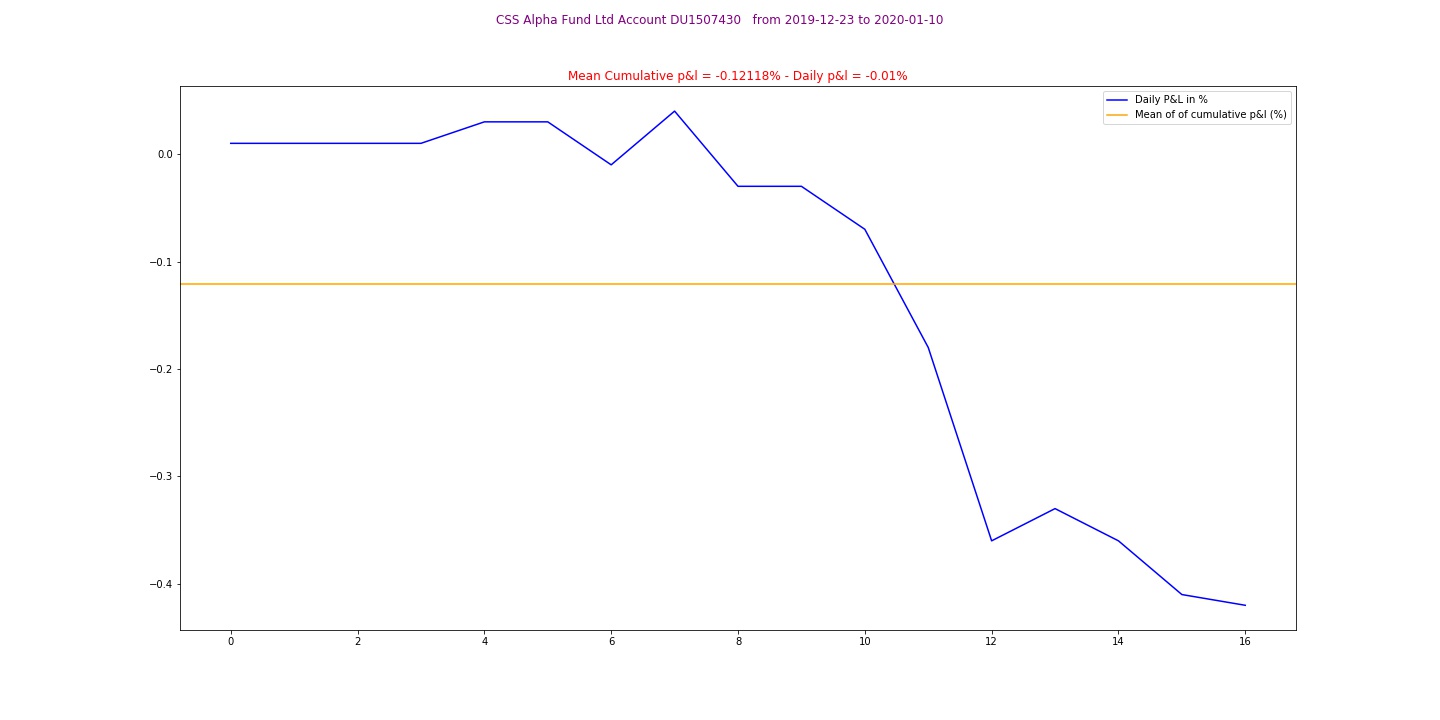 CSS Alpha Fund Ltd Account DU1507430   from 2019-12-23 to 2020-01-10
Mean Cumulative p&l = -0.12118% - Daily p&l = -0.01%
Daily P&L in %
Mean of of cumulative p&l (%)
0.0
−0.1
−0.2
−0.3
−0.4
0 2 4 6 8 10 12 14 16